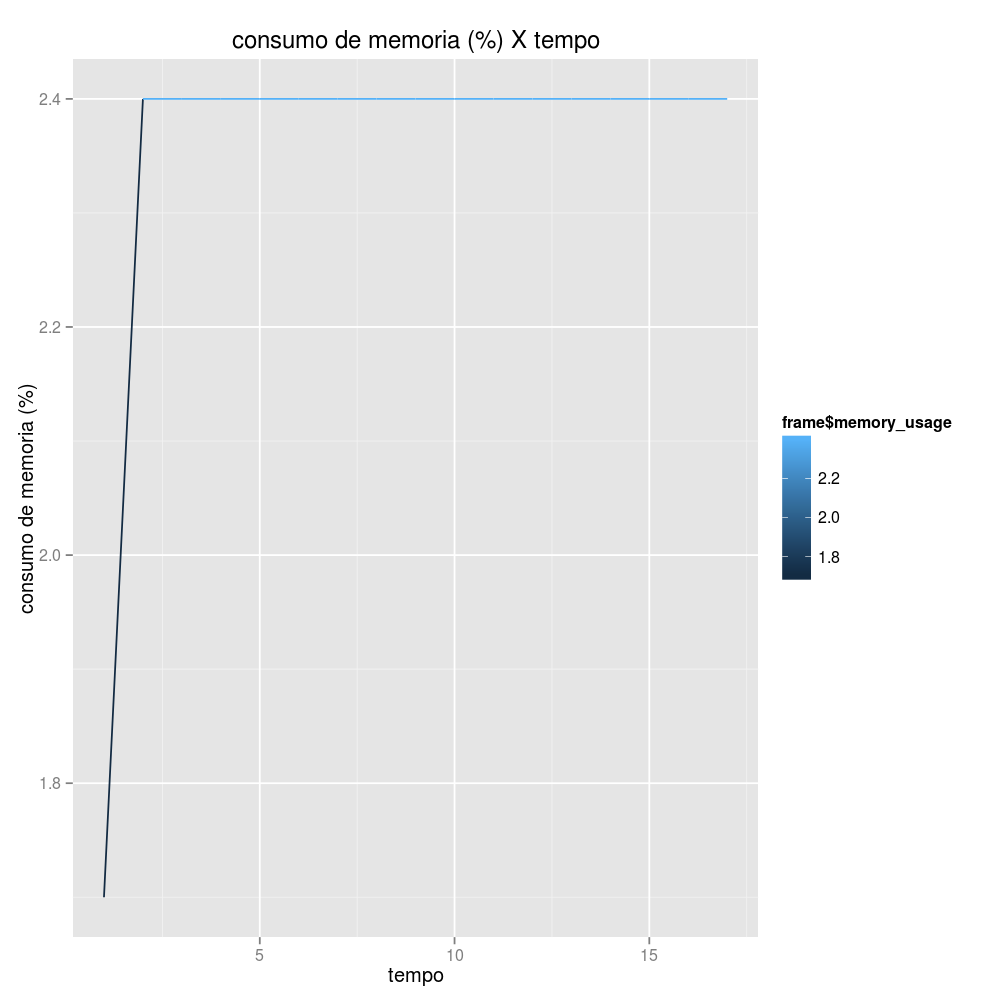 consumo de memoria (%) X tempo
consumo de memoria (%)
2.4
2.2
2.0
1.8
5 10 15
tempo
frame$memory_usage
2.2
2.0
1.8